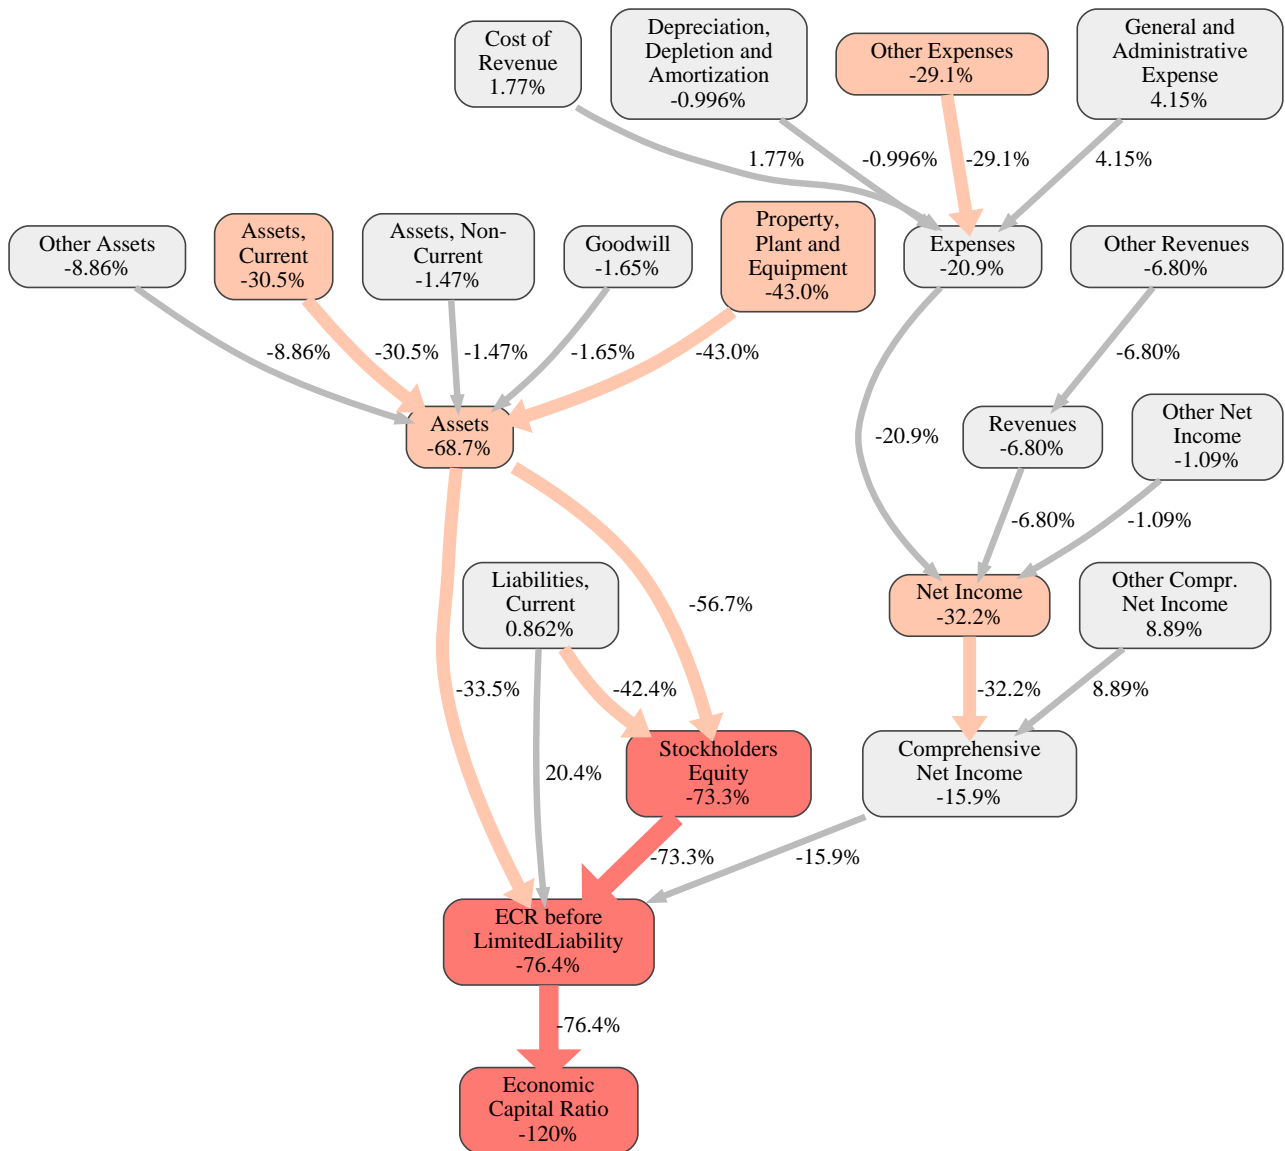 Cost of
Revenue
1.77%
Depreciation,
Depletion and
Amortization
-0.996%
Other Expenses
-29.1%
General and
Administrative
Expense
4.15%
1.77%
-0.996%
-29.1%
4.15%
Other Assets
-8.86%
Assets,
Current
-30.5%
Assets, Non-
Current
-1.47%
Goodwill
-1.65%
Property,
Plant and
Equipment
-43.0%
Expenses
-20.9%
Other Revenues
-6.80%
-8.86%
-30.5%
-1.47%
-1.65%
-43.0%
-6.80%
Assets
-68.7%
-20.9%
Revenues
-6.80%
Other Net
Income
-1.09%
-6.80%
-1.09%
Liabilities,
Current
0.862%
-56.7%
Net Income
-32.2%
Other Compr.
Net Income
8.89%
-33.5%
-42.4%
-32.2%
8.89%
Stockholders
Equity
-73.3%
Comprehensive
Net Income
-15.9%
20.4%
-73.3%
-15.9%
ECR before
LimitedLiability
-76.4%
-76.4%
Economic
Capital Ratio
-120%